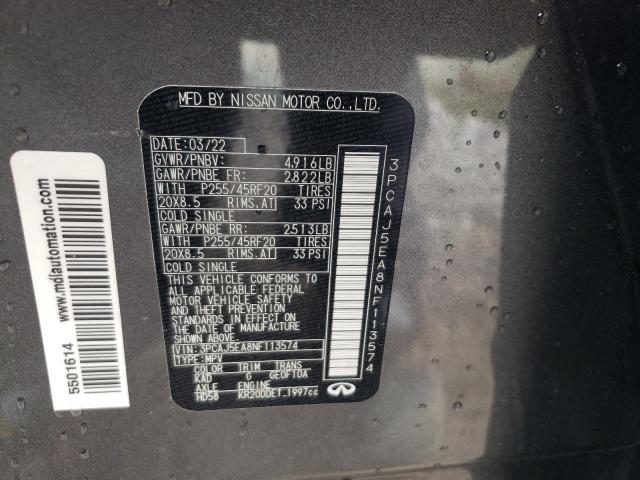 MFD BY NISSAN MOTOR CO.,LTD.
DATE: 03/22
GVWR/PNBV: 4,916LB
GAWR/PNBE FR: 2,822LB
WITH P255/45RF20 TIRES
20X8.5 RIMS.AT 33 PSI
COLD SINGLE
GAWR/PNBE RR: 2513LB
WITH P255/45RF20 TIRES
20X8.5 RIMS.AT 33 PSI
COLD SINGLE
THIS VEHICLE CONFORMS TO
ALL APPLICABLE FEDERAL
MOTOR VEHICLE SAFETY AND
THEFT PREVENTION
STANDARDS IN EFFECT ON
THE DATE OF MANUFACTURE
SHOWN ABOVE.
VIN: 3PCAJ5EA8NF113574
TYPE: MPV
COLOR TRIM TRANS
KAD G GE0FT0A
AXLE ENGINE
HD58 KR20DDET 1997cc
INFINITI
3PCAJ5EA8NF113574
www.mdlautomation.com
5501614